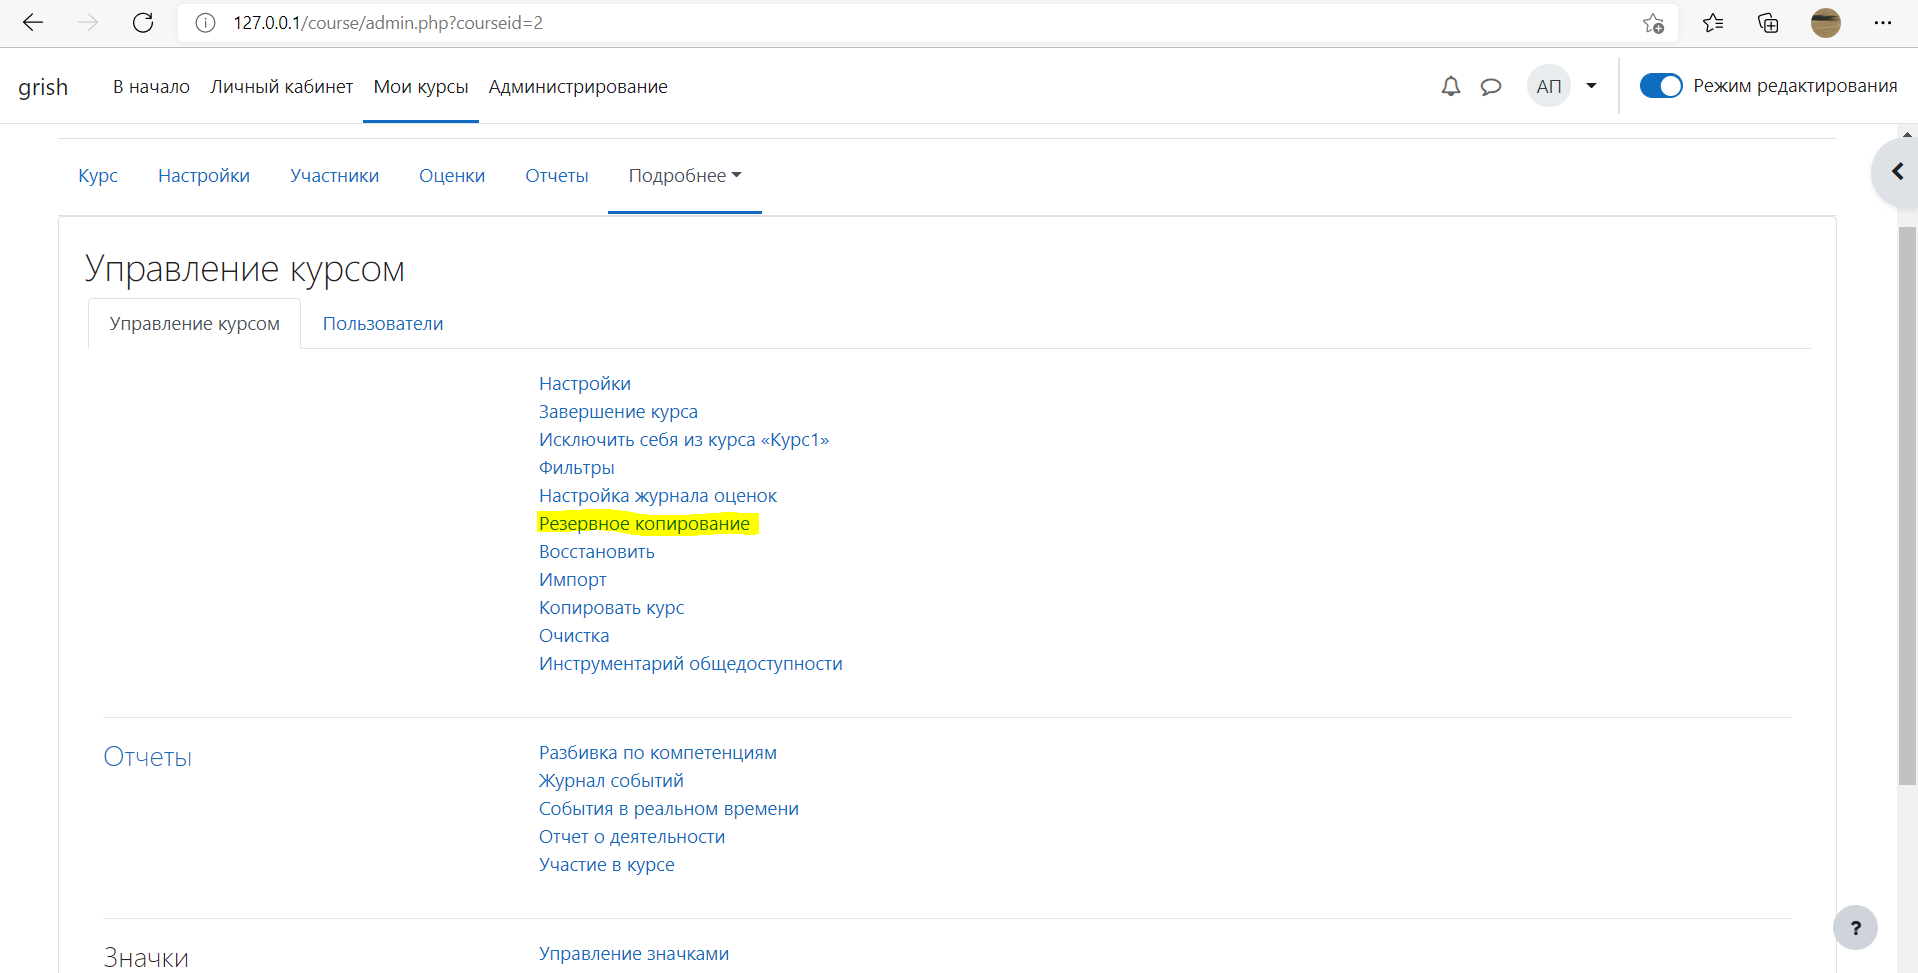 127.0.0.1/course/admin.php?courseid=2
grish В начало Личный кабинет Мои курсы Администрирование АП Режим редактирования
Курс Настройки Участники Оценки Отчеты Подробнее
Управление курсом
Управление курсом Пользователи
Настройки
Завершение курса
Исключить себя из курса «Курс1»
Фильтры
Настройка журнала оценок
Резервное копирование
Восстановить
Импорт
Копировать курс
Очистка
Инструментарий общедоступности
Отчеты
Разбивка по компетенциям
Журнал событий
События в реальном времени
Отчет о деятельности
Участие в курсе
?
Значки
Управление значками